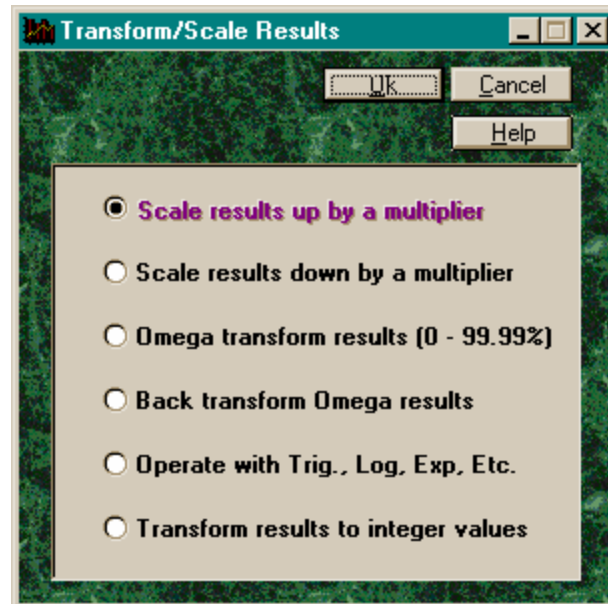 Transform/Scale Results
Ok
Cancel
Help
Scale results up by a multiplier
Scale results down by a multiplier
Omega transform results (0 - 99.99%)
Back transform Omega results
Operate with Trig., Log, Exp, Etc.
Transform results to integer values